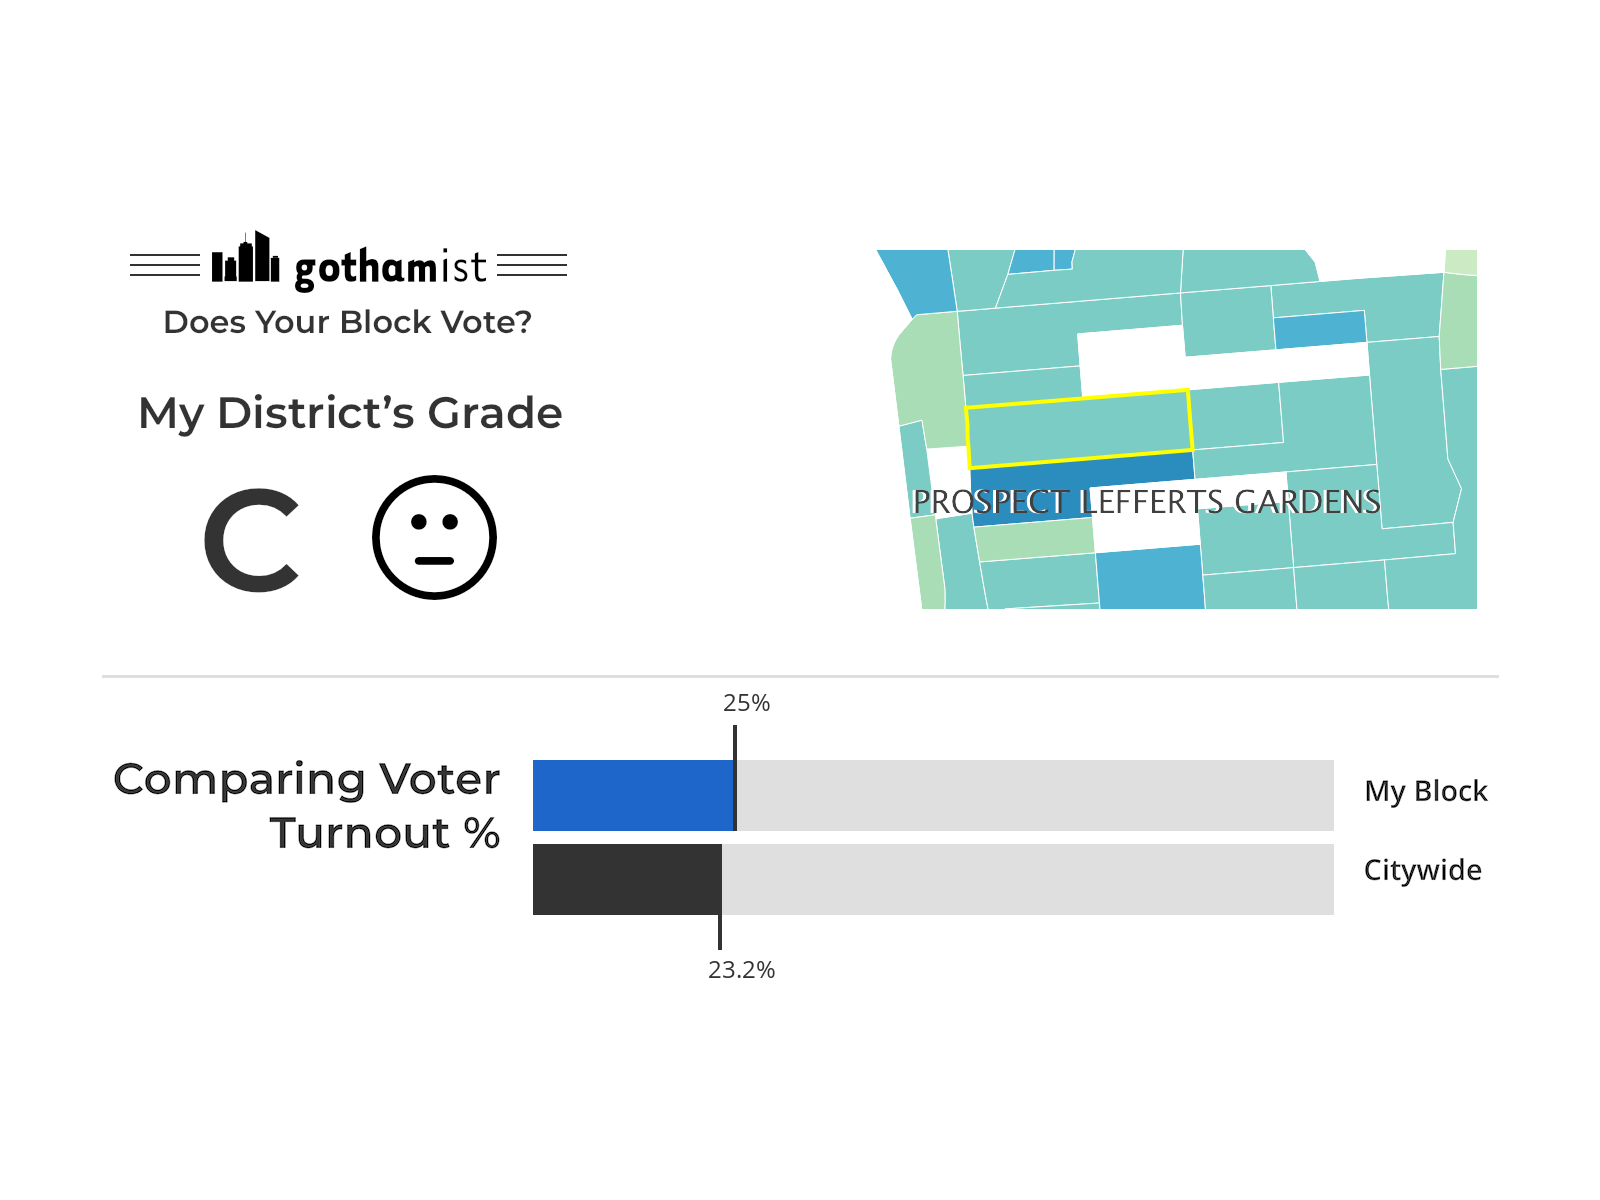 gothamist
Does Your Block Vote?
My District’s Grade
C
PROSPECT LEFFERTS GARDENS
25%
Comparing Voter
Turnout %
My Block
Citywide
23.2%